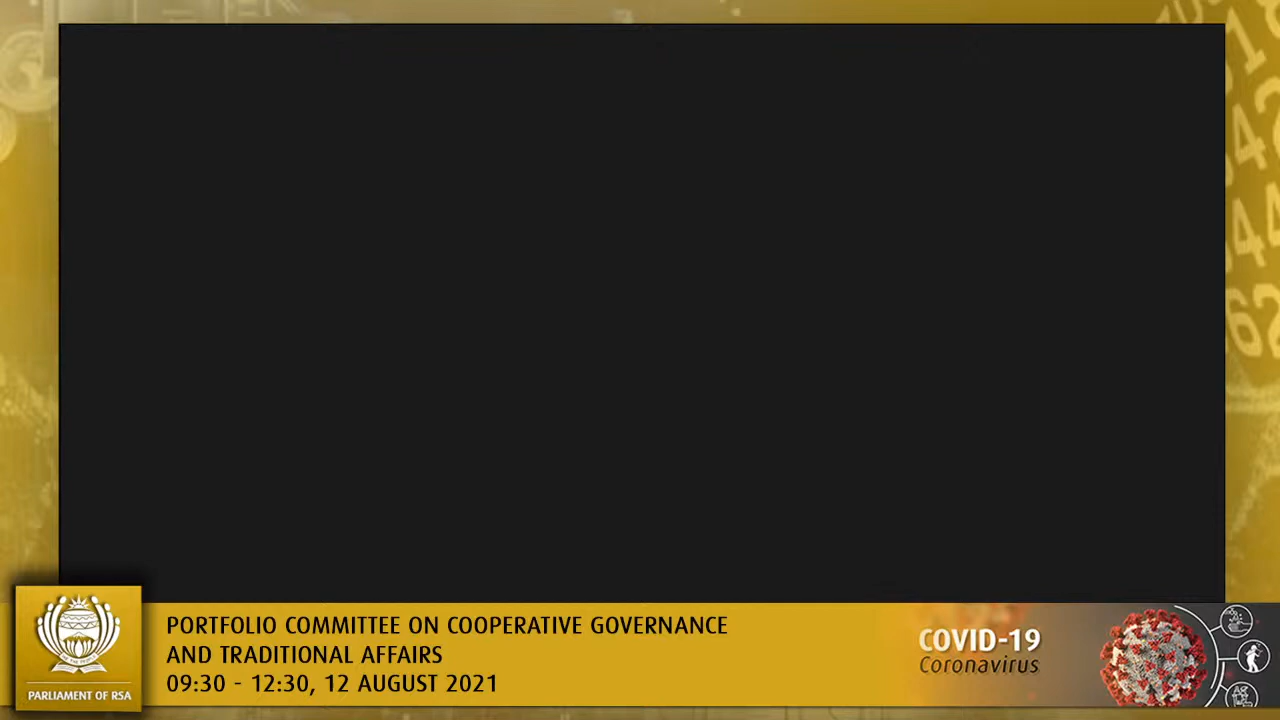 PORTFOLIO COMMITTEE ON COOPERATIVE GOVERNANCE
AND TRADITIONAL AFFAIRS
09:30 - 12:30, 12 AUGUST 2021
PARLIAMENT OF RSA
COVID-19
Coronavirus